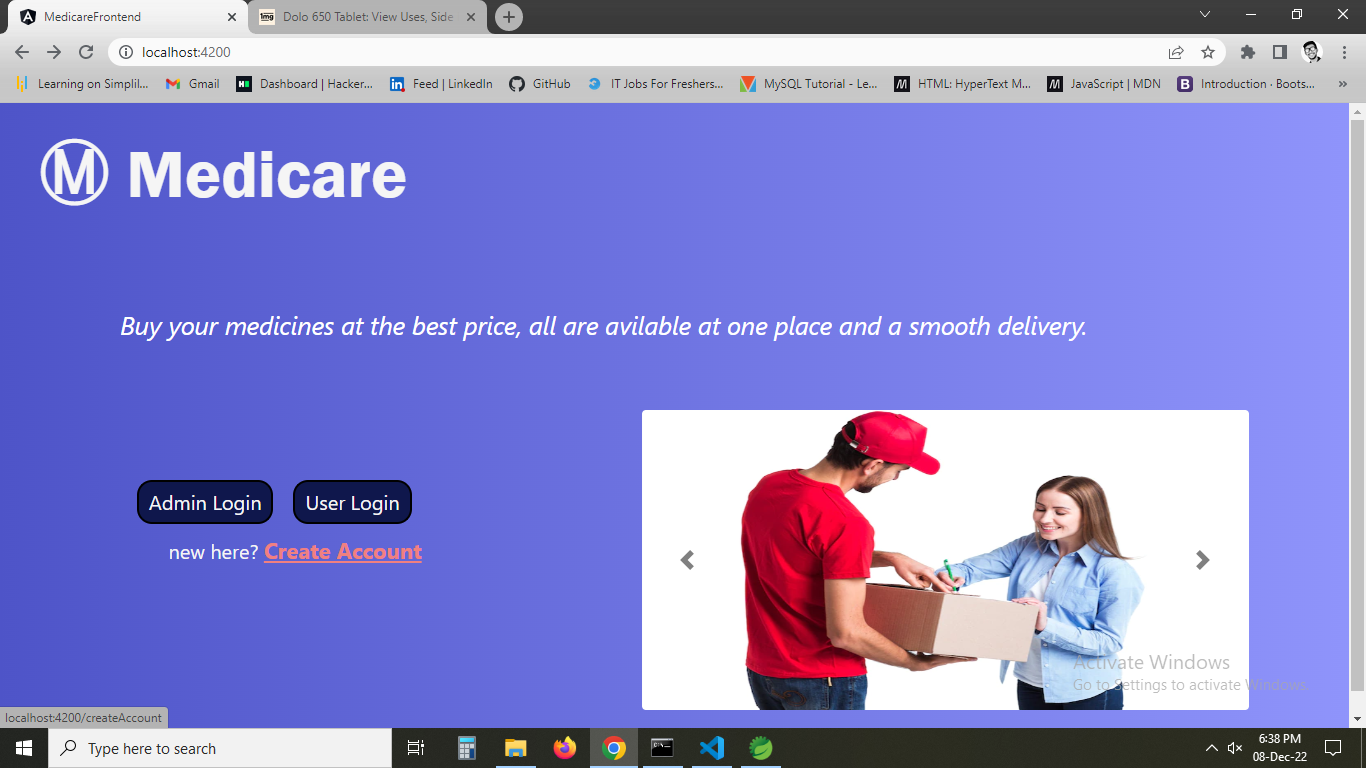 MedicareFrontend
1mg Dolo 650 Tablet: View Uses, Side
localhost:4200
Learning on Simplil... Gmail Dashboard | Hacker... Feed | LinkedIn GitHub IT Jobs For Freshers... MySQL Tutorial - Le... HTML: HyperText M... JavaScript | MDN Introduction · Boots... »
M Medicare
Buy your medicines at the best price, all are avilable at one place and a smooth delivery.
Admin Login User Login
new here? Create Account
Activate Windows
Go to Settings to activate Windows.
localhost:4200/createAccount
Type here to search
6:38 PM
08-Dec-22